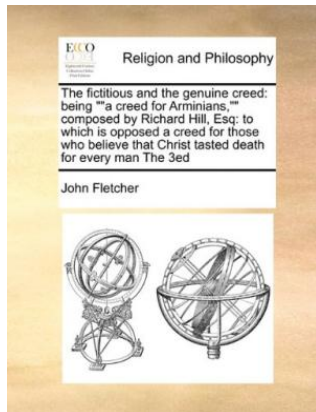 ECCO
Religion and Philosophy
The fictitious and the genuine creed:
being ""a creed for Arminians,""
composed by Richard Hill, Esq: to
which is opposed a creed for those
who believe that Christ tasted death
for every man The 3ed
John Fletcher